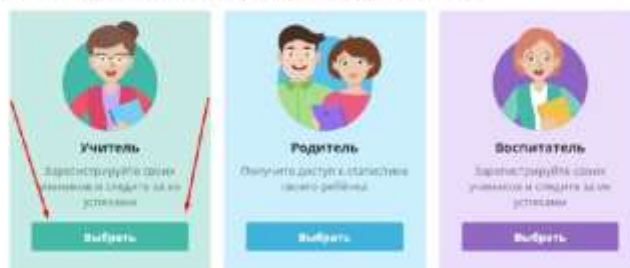 Учитель
Зарегистрируйте своих
учеников и следите за их
успехами
Выбрать
Родитель
Получите доступ к статистике
своего ребёнка
Выбрать
Воспитатель
Зарегистрируйте своих
учеников и следите за их
успехами
Выбрать